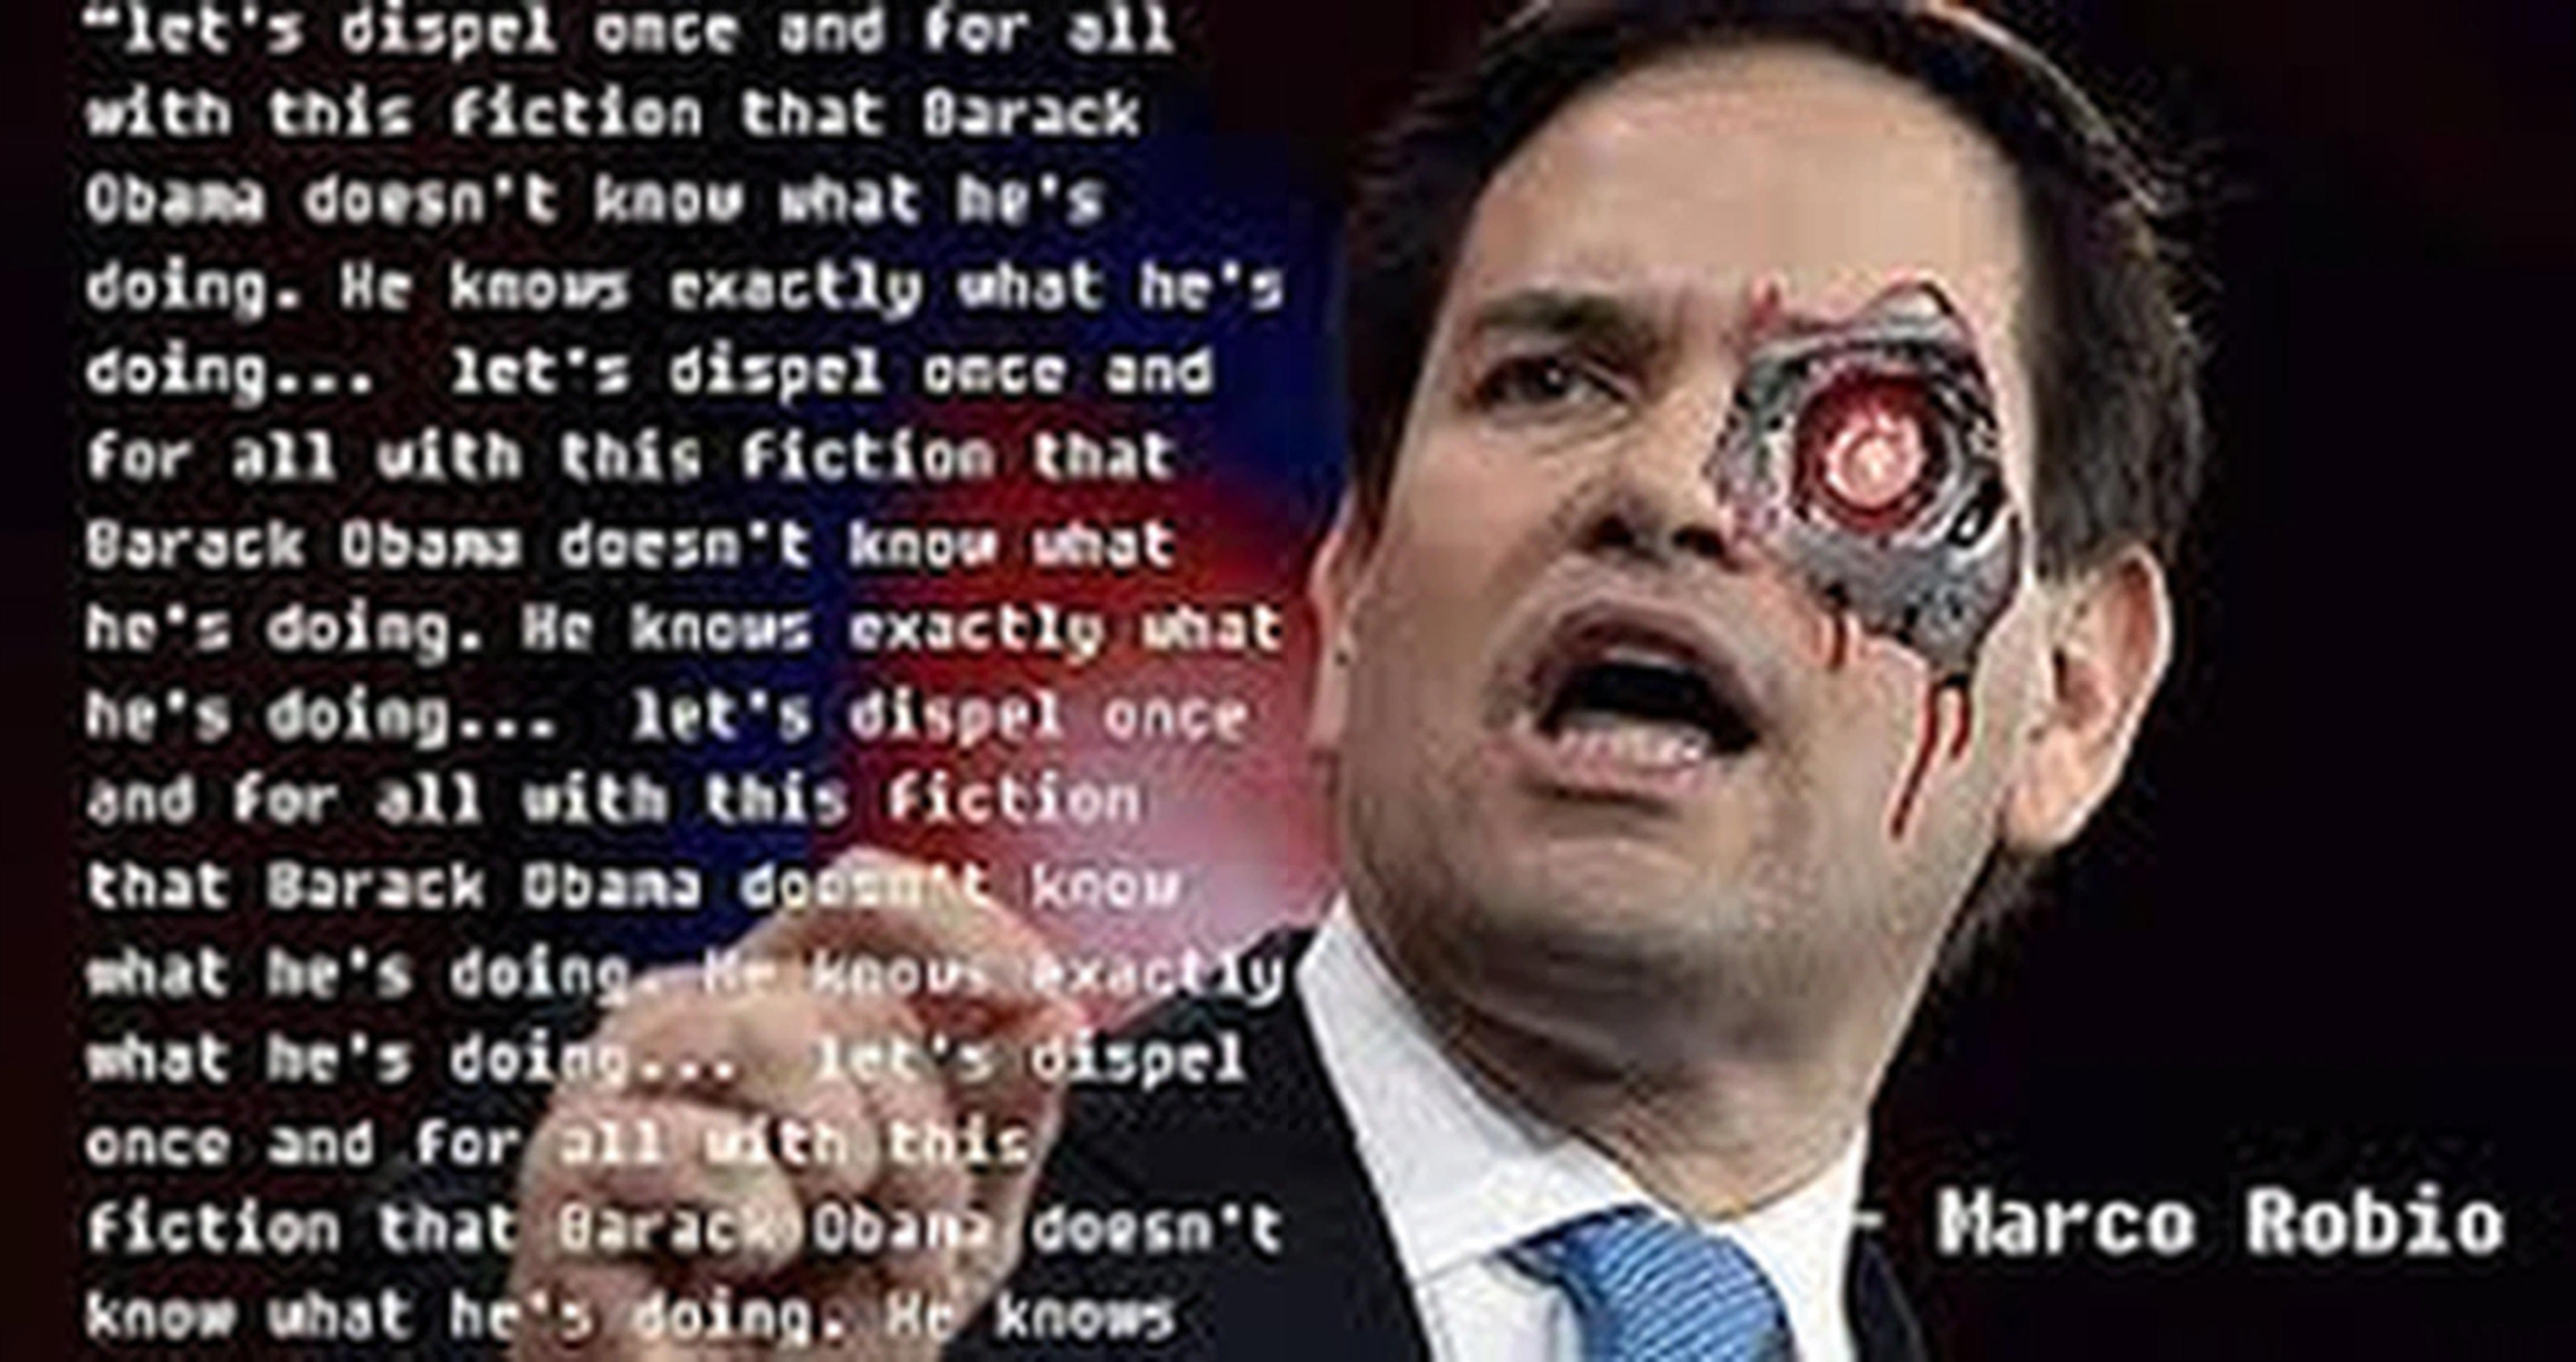 “let's dispel once and for all
with this fiction that Barack
Obama doesn't know what he's
doing. He knows exactly what he's
doing... let's dispel once and
for all with this fiction that
Barack Obama doesn't know what
he's doing. He knows exactly what
he's doing... let's dispel once
and for all with this fiction
that Barack Obama doesn't know
what he's doing. He knows exactly
what he's doing... let's dispel
once and for all with this
fiction that Barack Obama doesn't
know what he's doing. He knows
- Marco Robio